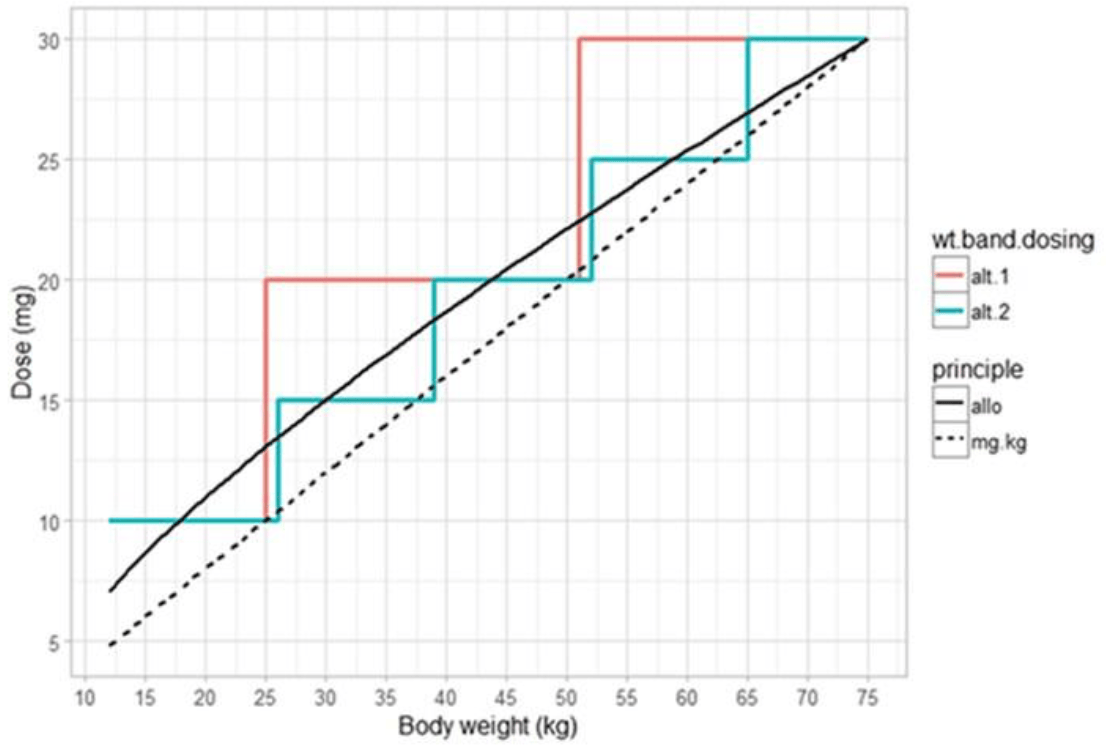 30
25
20
15
10
5
Dose (mg)
10 15 20 25 30 35 40 45 50 55 60 65 70 75
Body weight (kg)
wt.band.dosing
alt.1
alt.2
principle
allo
mg.kg